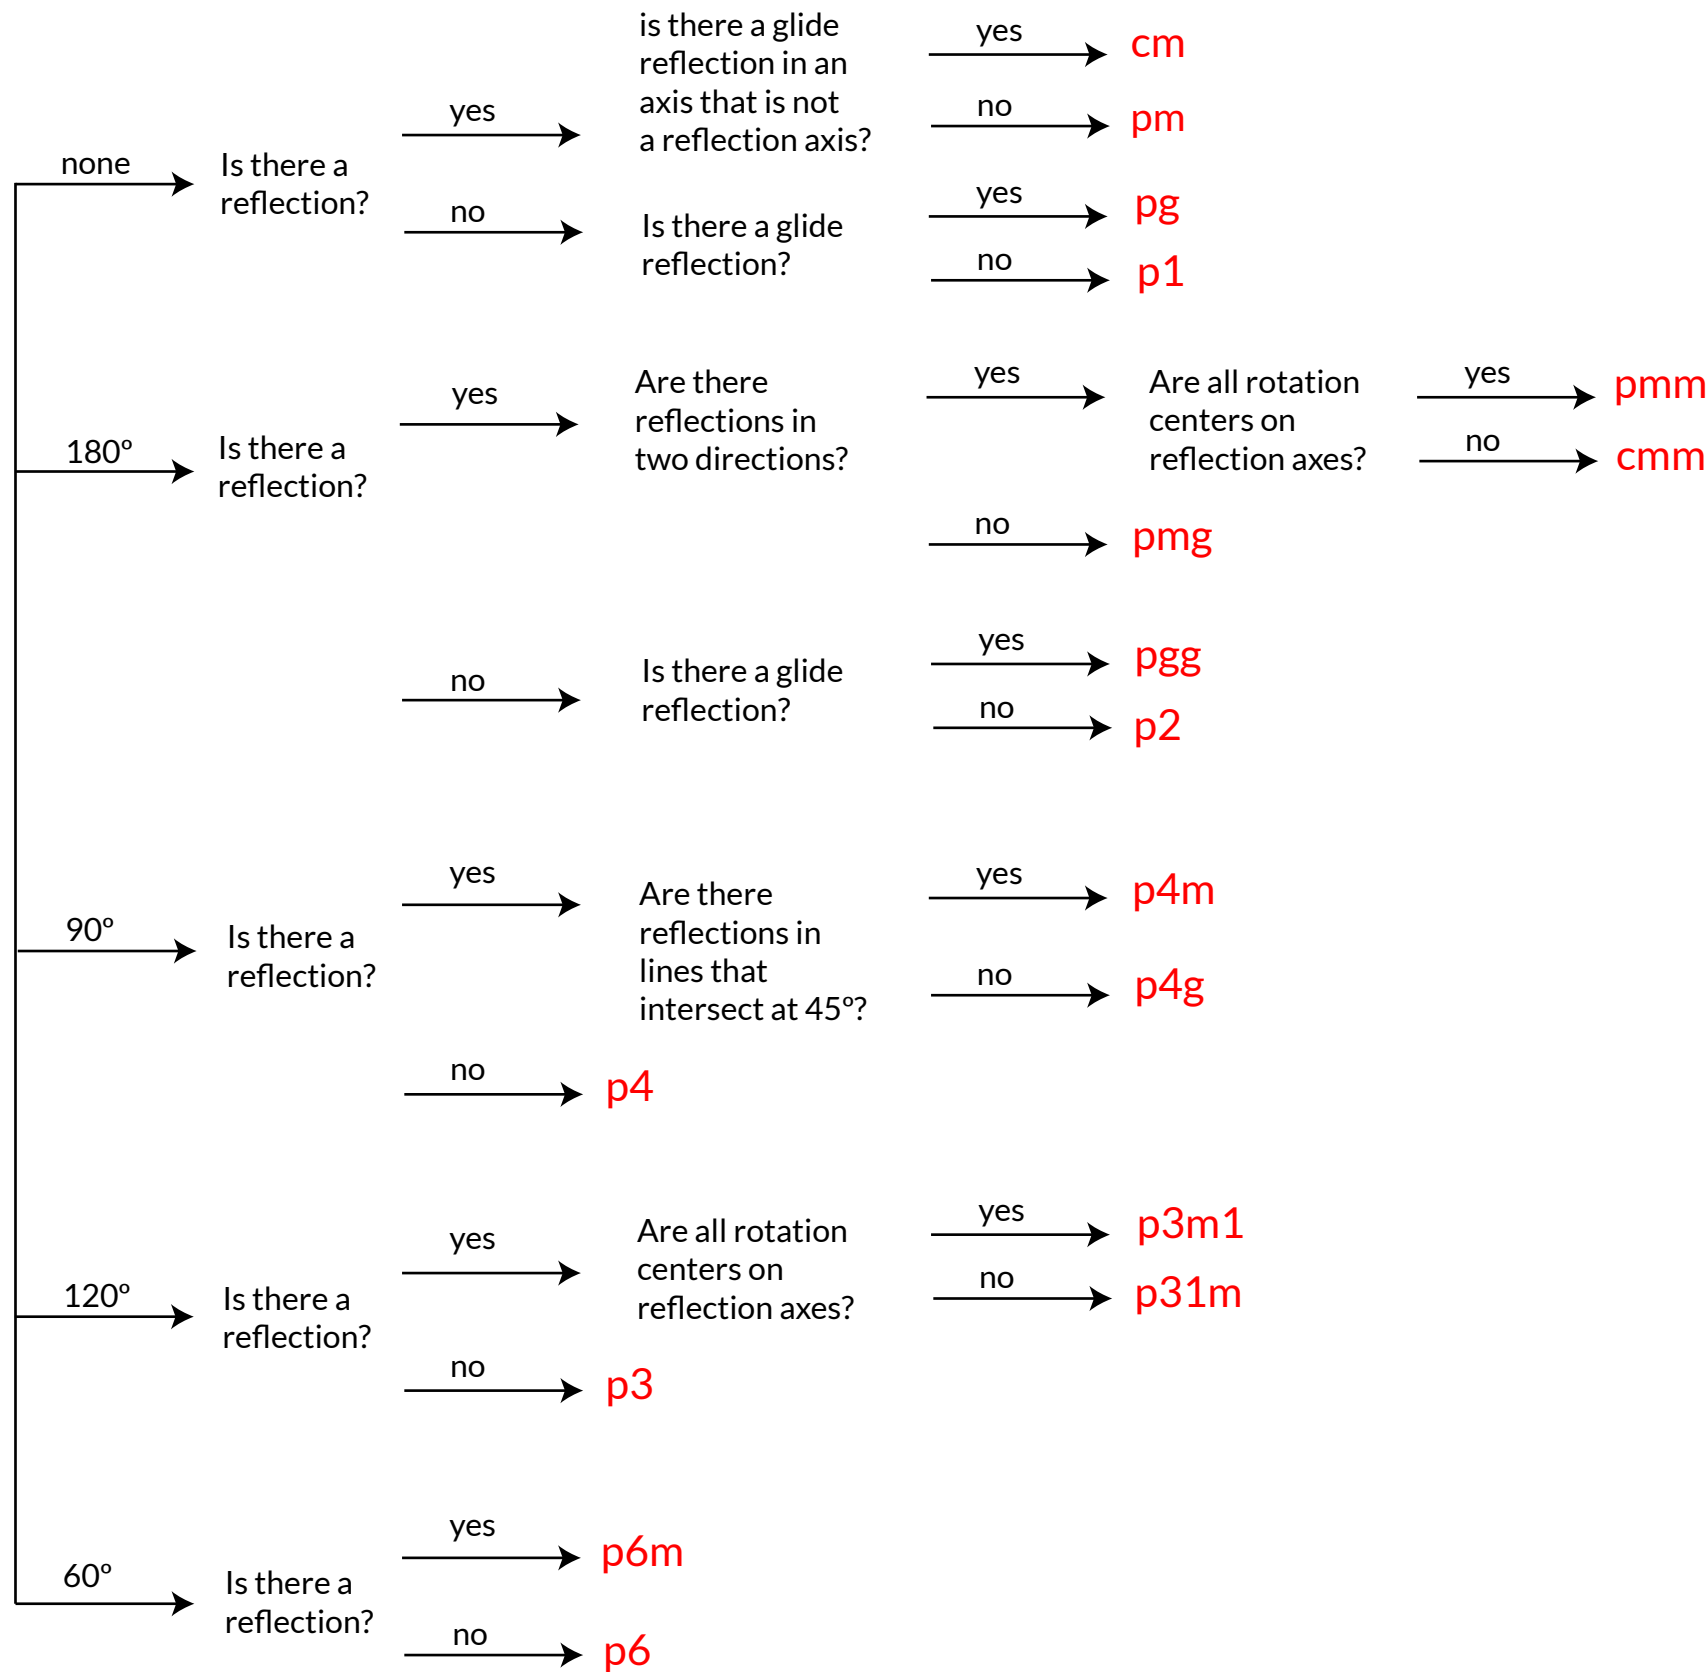 none
Is there a
reflection?
yes
is there a glide
reflection in an
axis that is not
a reflection axis?
yes
cm
no
pm
no
Is there a glide
reflection?
yes
pg
no
p1
180º
Is there a
reflection?
yes
Are there
reflections in
two directions?
yes
Are all rotation
centers on
reflection axes?
yes
pmm
no
cmm
no
pmg
no
Is there a glide
reflection?
yes
pgg
no
p2
90º
Is there a
reflection?
yes
Are there
reflections in
lines that
intersect at 45º?
yes
p4m
no
p4g
no
p4
120º
Is there a
reflection?
yes
Are all rotation
centers on
reflection axes?
yes
p3m1
no
p31m
no
p3
60º
Is there a
reflection?
yes
p6m
no
p6